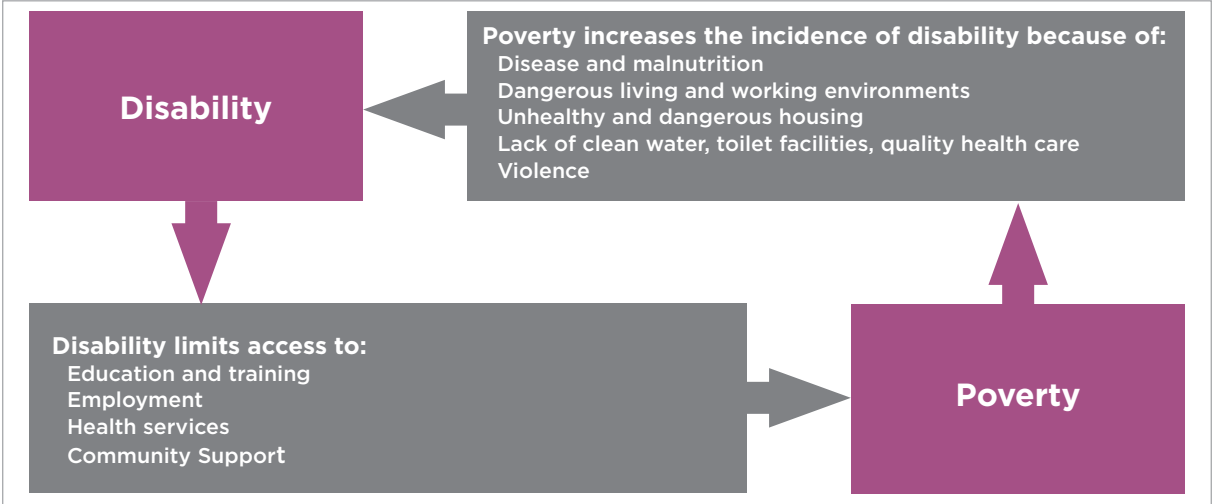 Disability
Poverty increases the incidence of disability because of:
Disease and malnutrition
Dangerous living and working environments
Unhealthy and dangerous housing
Lack of clean water, toilet facilities, quality health care
Violence
Disability limits access to:
Education and training
Employment
Health services
Community Support
Poverty